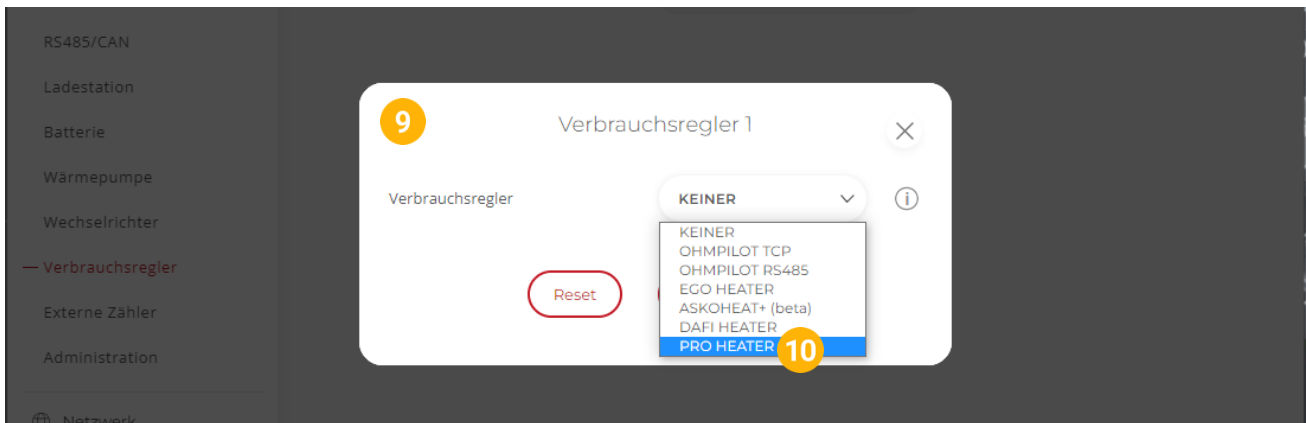 RS485/CAN
Ladestation
Batterie
Wärmepumpe
Wechselrichter
Verbrauchsregler
Externe Zähler
Administration
Netzwerk
9
Verbrauchsregler 1
Verbrauchsregler
KEINER
KEINER
OHMPILOT TCP
OHMPILOT RS485
EGO HEATER
ASKOHEAT+ (beta)
DAFI HEATER
PRO HEATER
10
Reset